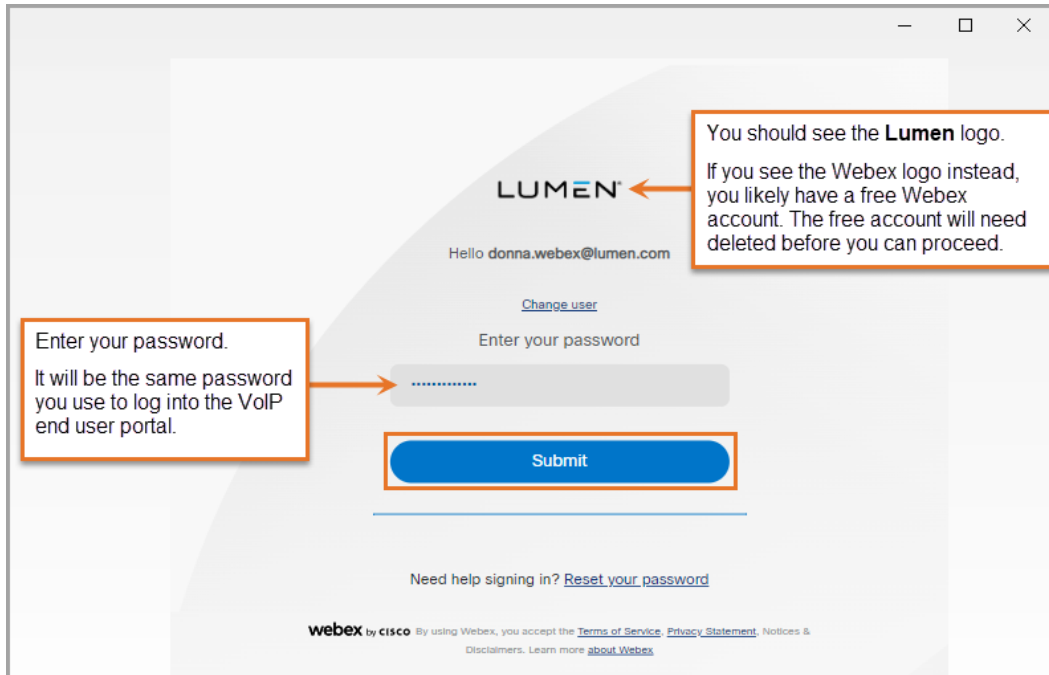 You should see the Lumen logo.
If you see the Webex logo instead,
you likely have a free Webex
account. The free account will need
deleted before you can proceed.
LUMEN®
Hello donna.webex@lumen.com
Change user
Enter your password
Enter your password.
It will be the same password
you use to log into the VoIP
end user portal.
Submit
Need help signing in? Reset your password
webex by CISCO By using Webex, you accept the Terms of Service, Privacy Statement, Notices &
Disclaimers. Learn more about Webex